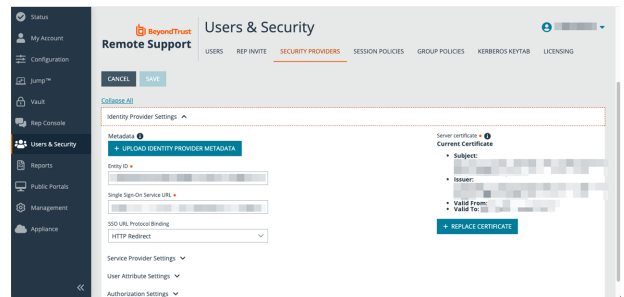 Status
My Account
Configuration
Jump™
Vault
Rep Console
Users & Security
Reports
Public Portals
Management
Appliance
BeyondTrust
Remote Support
Users & Security
USERS REP INVITE SECURITY PROVIDERS SESSION POLICIES GROUP POLICIES KERBEROS KEYTAB LICENSING
CANCEL SAVE
Collapse All
Identity Provider Settings
Metadata
+ UPLOAD IDENTITY PROVIDER METADATA
Entity ID
Single Sign-On Service URL
SSO URL Protocol Binding
HTTP Redirect
Server certificate
Current Certificate
• Subject:
• Issuer:
• Valid From:
• Valid To:
+ REPLACE CERTIFICATE
Service Provider Settings
User Attribute Settings
Authorization Settings